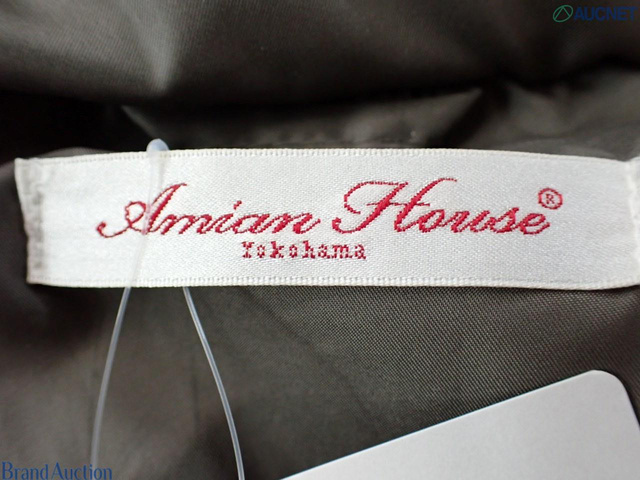 AUCNET
Amian House®
Yokohama
Brand Auction